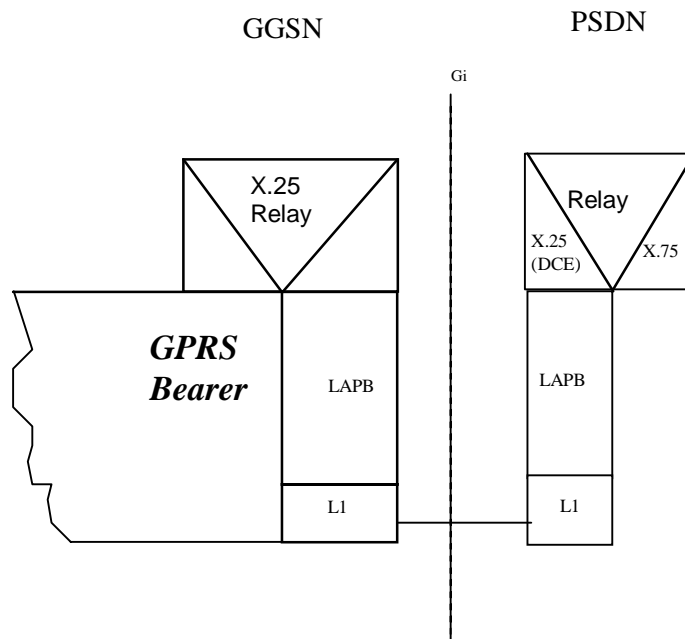 GGSN
PSDN
Gi
X.25
Relay
Relay
X.25
(DCE)
X.75
GPRS
Bearer
LAPB
LAPB
L1
L1